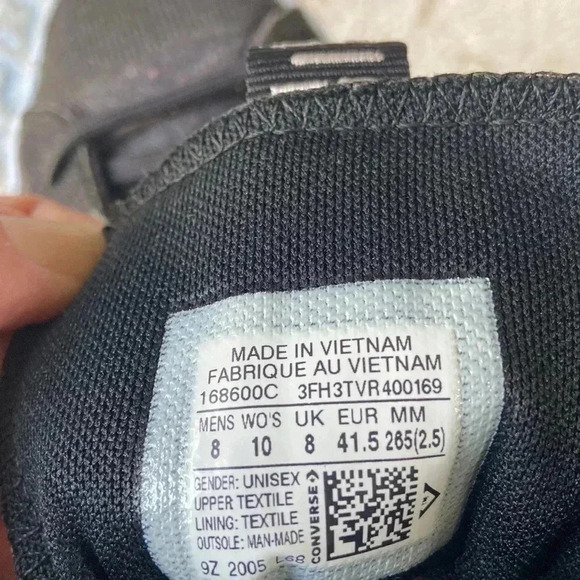 MADE IN VIETNAM
FABRIQUE AU VIETNAM
168600C 3FH3TVR400169
MENS WO'S UK EUR MM
8 10 8 41.5 265(2.5)
GENDER: UNISEX
UPPER TEXTILE
LINING: TEXTILE
OUTSOLE: MAN-MADE
CONVERSE
9Z 2005 L68